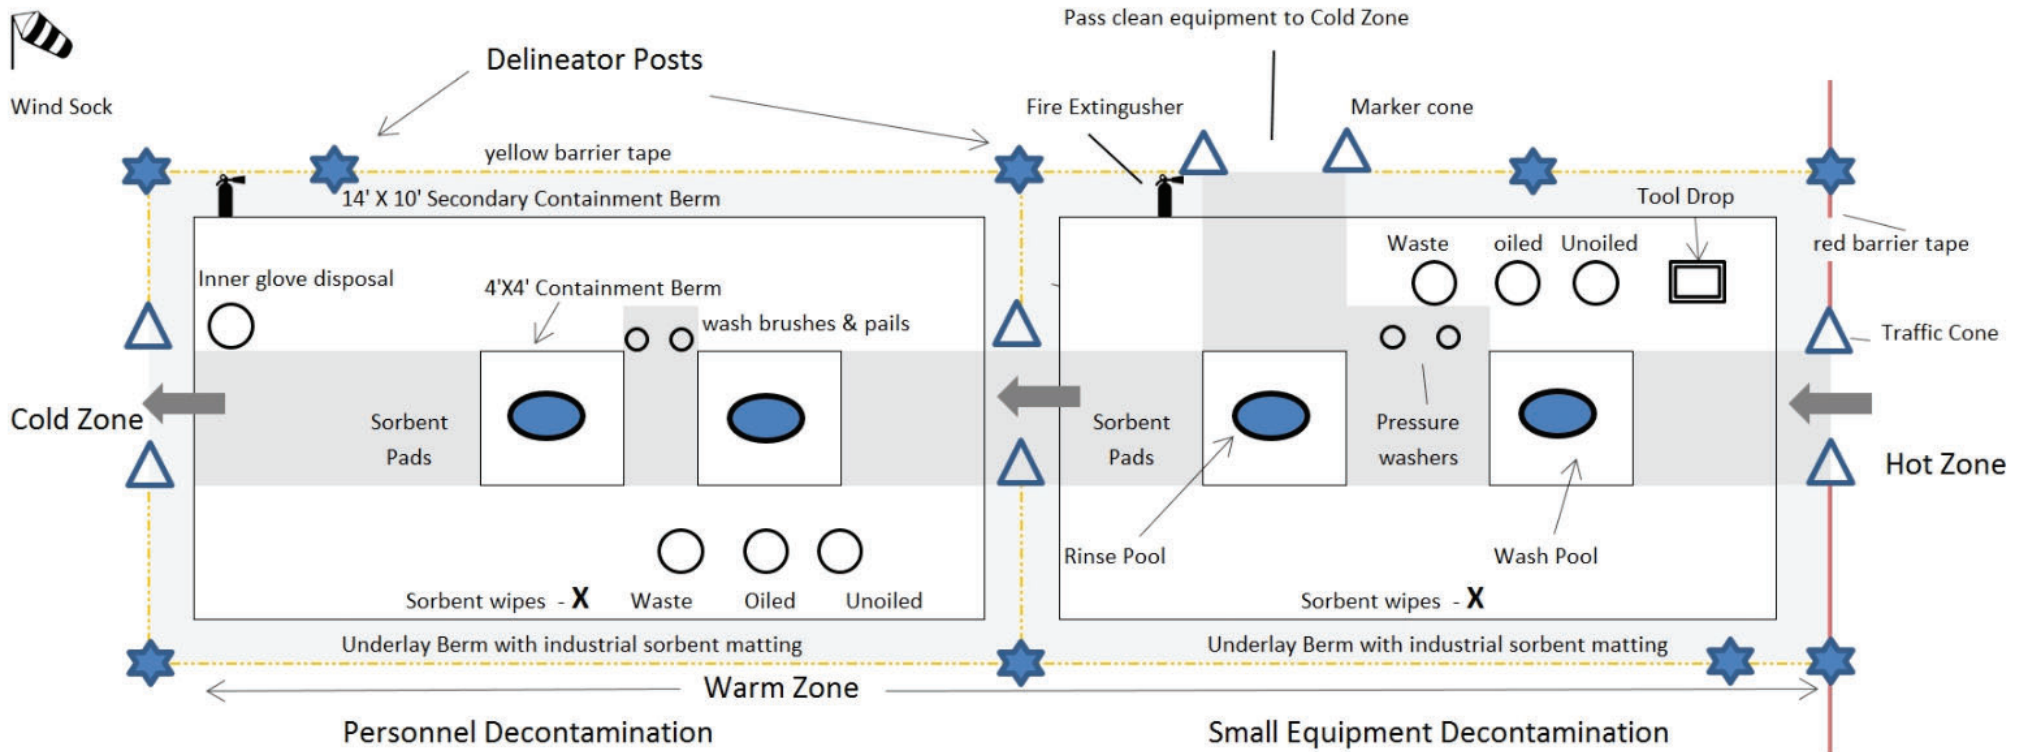 Pass clean equipment to Cold Zone
Delineator Posts
Wind Sock
Fire Extingusher
Marker cone
yellow barrier tape
14' X 10' Secondary Containment Berm
Tool Drop
Waste oiled Unoiled
red barrier tape
Inner glove disposal
4'X4' Containment Berm
wash brushes & pails
Traffic Cone
Cold Zone
Sorbent
Pads
Sorbent
Pads
Pressure
washers
Hot Zone
Rinse Pool
Wash Pool
Sorbent wipes - X Waste Oiled Unoiled
Sorbent wipes - X
Underlay Berm with industrial sorbent matting
Underlay Berm with industrial sorbent matting
Warm Zone
Personnel Decontamination
Small Equipment Decontamination